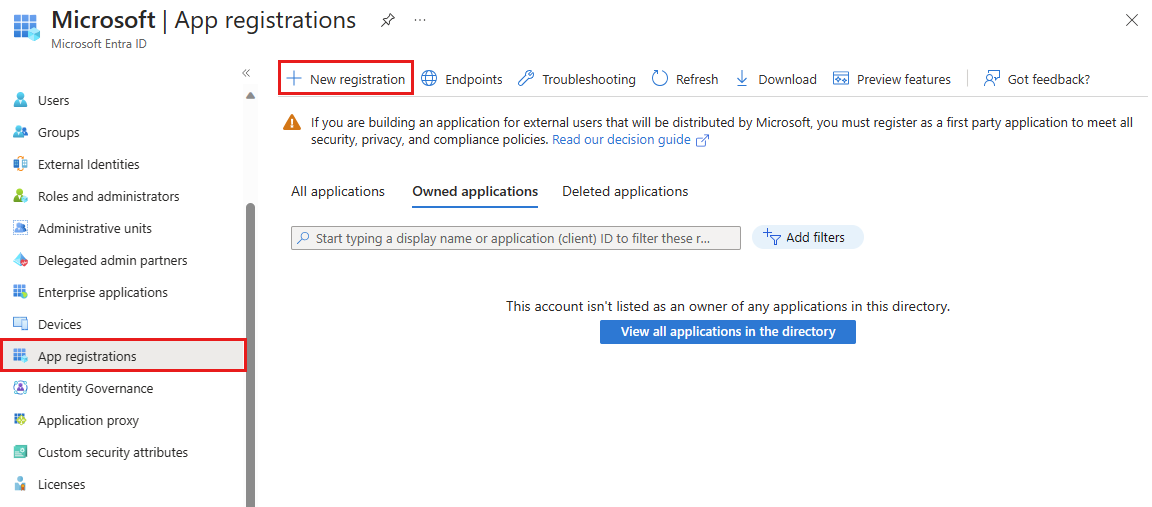 Microsoft | App registrations
Microsoft Entra ID
Users
Groups
External Identities
Roles and administrators
Administrative units
Delegated admin partners
Enterprise applications
Devices
App registrations
Identity Governance
Application proxy
Custom security attributes
Licenses
New registration
Endpoints
Troubleshooting
Refresh
Download
Preview features
Got feedback?
If you are building an application for external users that will be distributed by Microsoft, you must register as a first party application to meet all
security, privacy, and compliance policies. Read our decision guide
All applications
Owned applications
Deleted applications
Start typing a display name or application (client) ID to filter these r...
Add filters
This account isn't listed as an owner of any applications in this directory.
View all applications in the directory